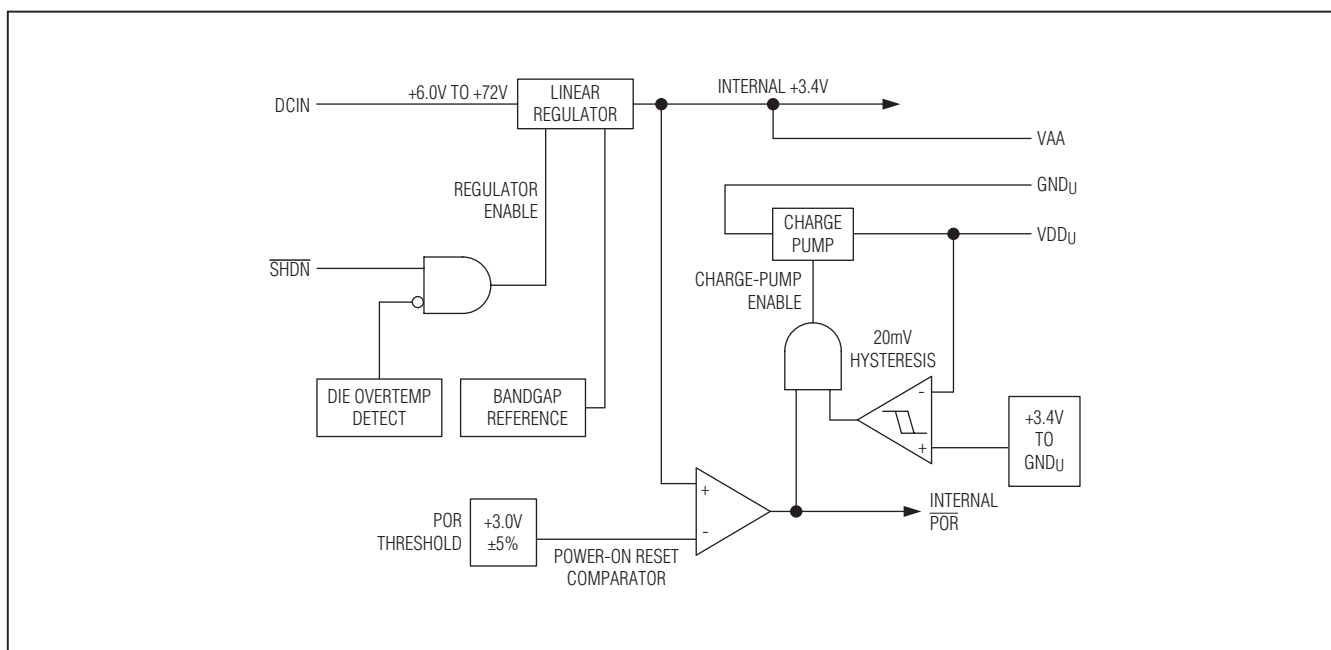 DCIN
+6.0V TO +72V
LINEAR
REGULATOR
INTERNAL +3.4V
VAA
GNDU
VDDU
REGULATOR
ENABLE
CHARGE
PUMP
SHDN
CHARGE-PUMP
ENABLE
20mV
HYSTERESIS
DIE OVERTEMP
DETECT
BANDGAP
REFERENCE
-
+
+3.4V
TO
GNDU
POR
THRESHOLD
+3.0V
±5%
+
-
POWER-ON RESET
COMPARATOR
INTERNAL
POR